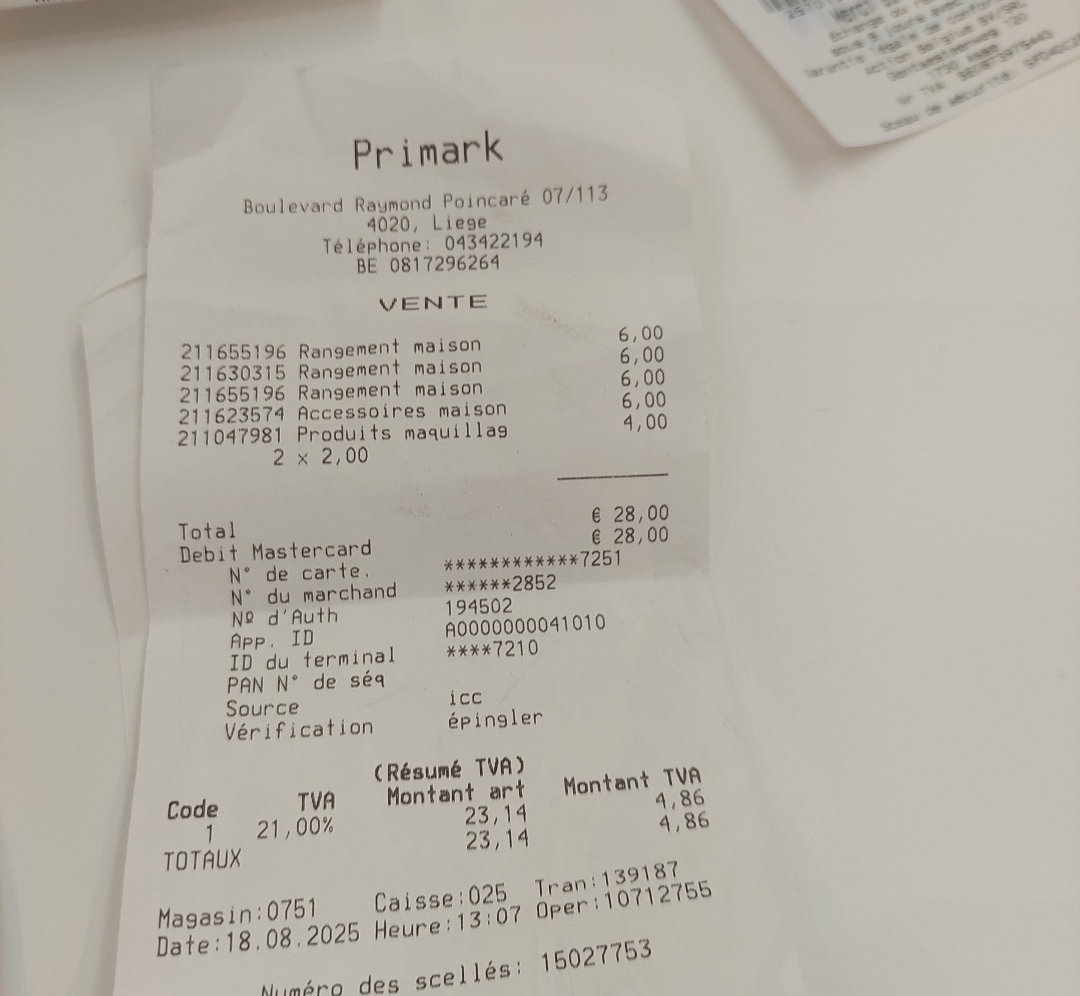 Primark
Boulevard Raymond Poincaré 07/113
4020, Liege
Téléphone: 043422194
BE 0817296264
VENTE
211655196 Rangement maison 6,00
211630315 Rangement maison 6,00
211655196 Rangement maison 6,00
211623574 Accessoires maison 6,00
211047981 Produits maquillag 4,00
2 x 2,00
Total € 28,00
Debit Mastercard € 28,00
N° de carte. ************7251
N° du marchand ******2852
Nº d'Auth 194502
App. ID A0000000041010
ID du terminal ****7210
PAN N° de séq
Source icc
Vérification épingler
(Résumé TVA)
Code TVA Montant art Montant TVA
1 21,00% 23,14 4,86
TOTAUX 23,14 4,86
Magasin:0751 Caisse:025 Tran:139187
Date:18.08.2025 Heure:13:07 Oper:10712755
Numéro des scellés: 15027753